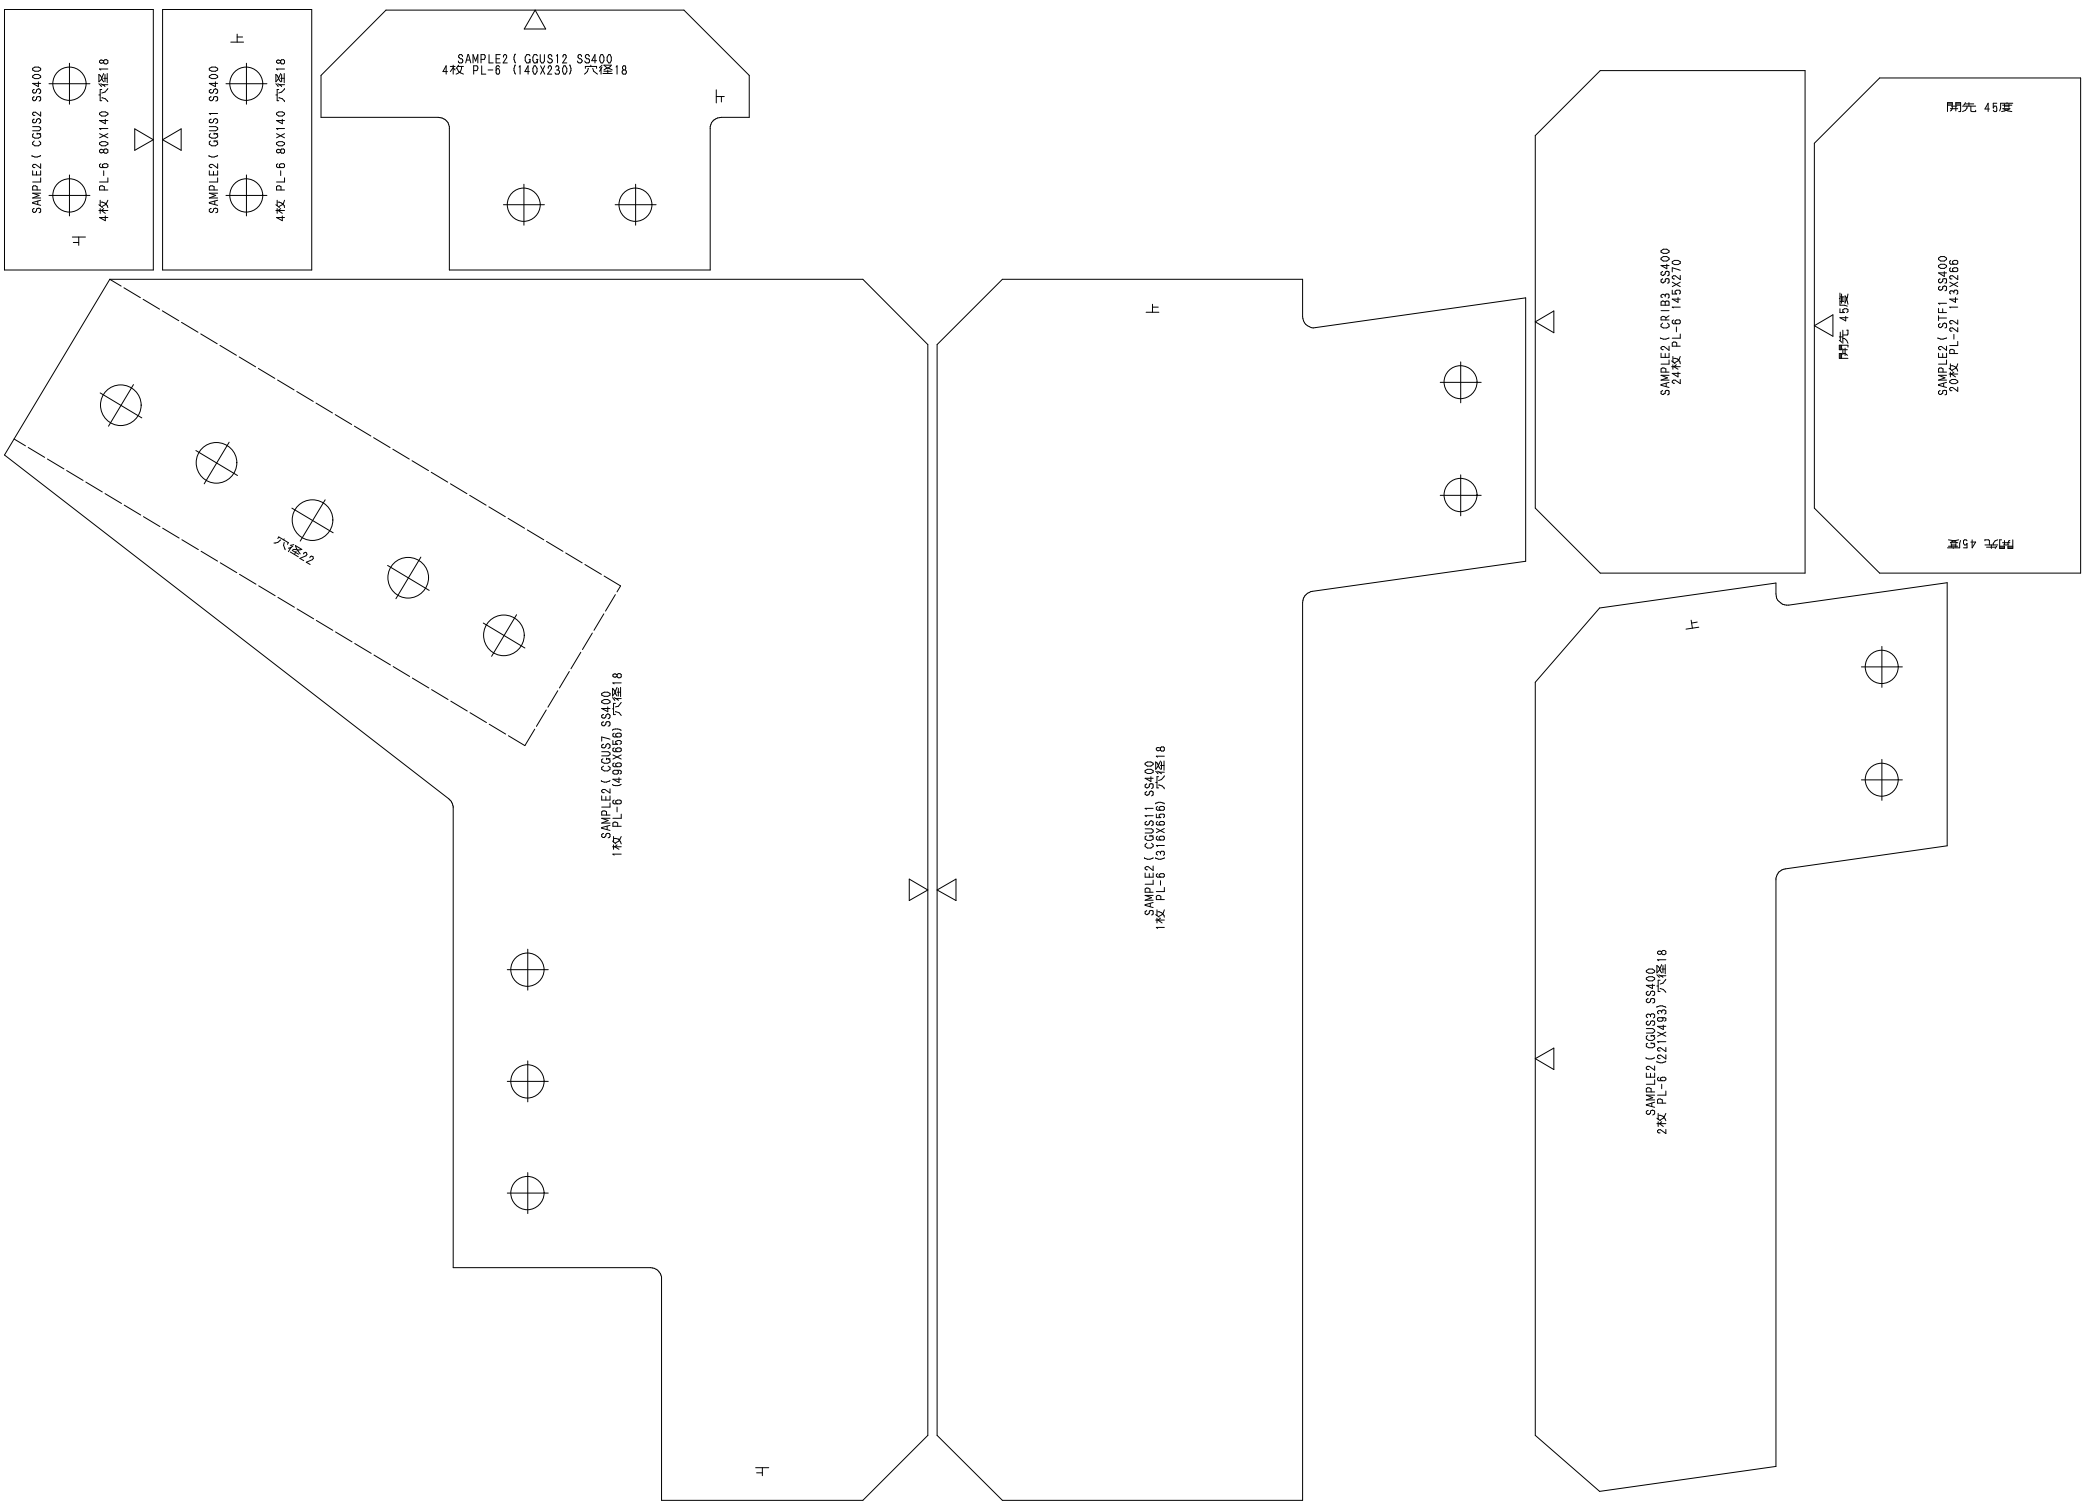 SAMPLE2( CGUS2 SS400
4枚 PL-6 80X140 穴径18
上
SAMPLE2( GGUS1 SS400
4枚 PL-6 80X140 穴径18
上
SAMPLE2( GGUS12 SS400
4枚 PL-6 (140X230) 穴径18
上
穴径22
SAMPLE2( CGUS7 SS400
1枚 PL-6 (496X656) 穴径18
上
上
SAMPLE2( CGUS11 SS400
1枚 PL-6 (316X656) 穴径18
SAMPLE2( CRIB3 SS400
24枚 PL-6 145X270
開先 45度
開先 45度
SAMPLE2( STF1 SS400
20枚 PL-22 143X266
開先 45度
上
SAMPLE2( GGUS3 SS400
2枚 PL-6 (221X493) 穴径18